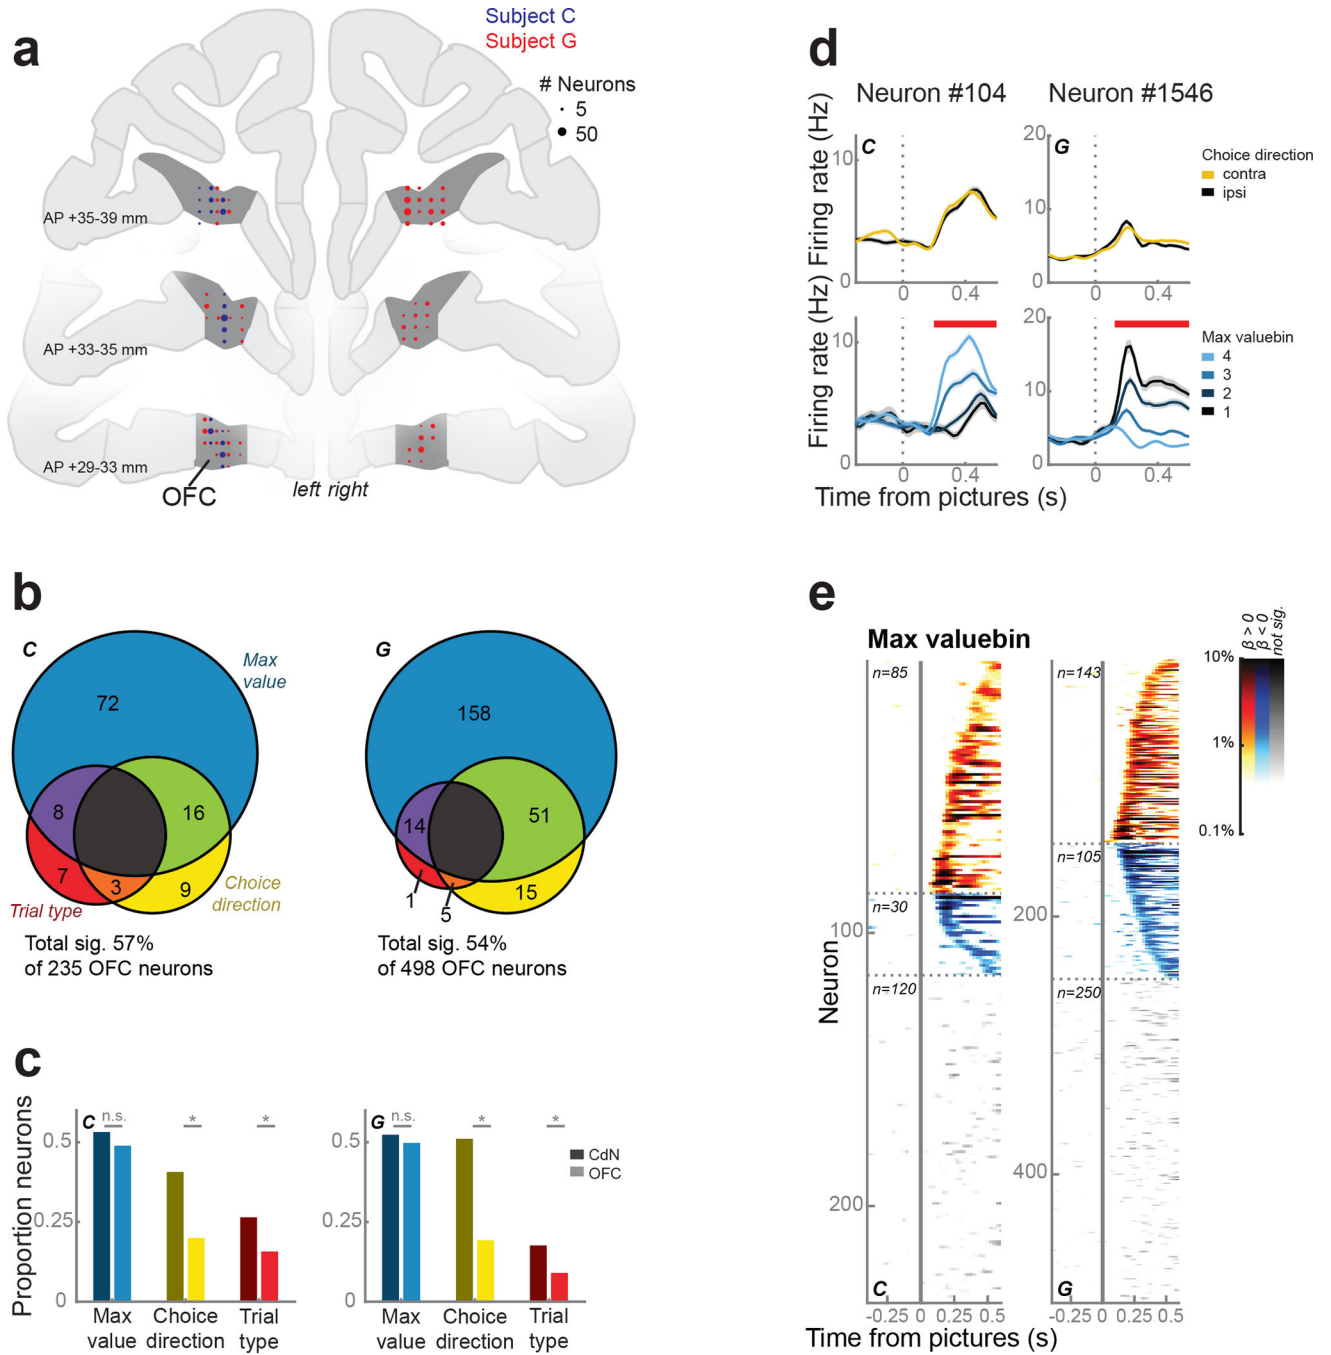 a
Subject C
Subject G
# Neurons
5
50
AP +35-39 mm
AP +33-35 mm
AP +29-33 mm
OFC
left right
b
C
Max
value
72
8
16
7
3
9
Trial type
Choice
direction
Total sig. 57%
of 235 OFC neurons
G
158
14
51
1
5
15
Total sig. 54%
of 498 OFC neurons
c
Proportion neurons
0.5
0.25
0
C
n.s.
*
*
Max
value
Choice
direction
Trial
type
0.5
0.25
0
G
n.s.
*
*
CdN
OFC
Max
value
Choice
direction
Trial
type
d
Neuron #104
Neuron #1546
Firing rate (Hz)
10
0
C
0
0.4
20
10
0
G
0
0.4
Choice direction
contra
ipsi
Firing rate (Hz)
10
0
0
0.4
20
10
0
0
0.4
Max valuebin
4
3
2
1
Time from pictures (s)
e
Max valuebin
n=85
n=30
n=120
Neuron
100
200
C
-0.25
0
0.25
0.5
n=143
n=105
n=250
200
400
G
-0.25
0
0.25
0.5
Time from pictures (s)
β > 0
β < 0
not sig.
10%
1%
0.1%